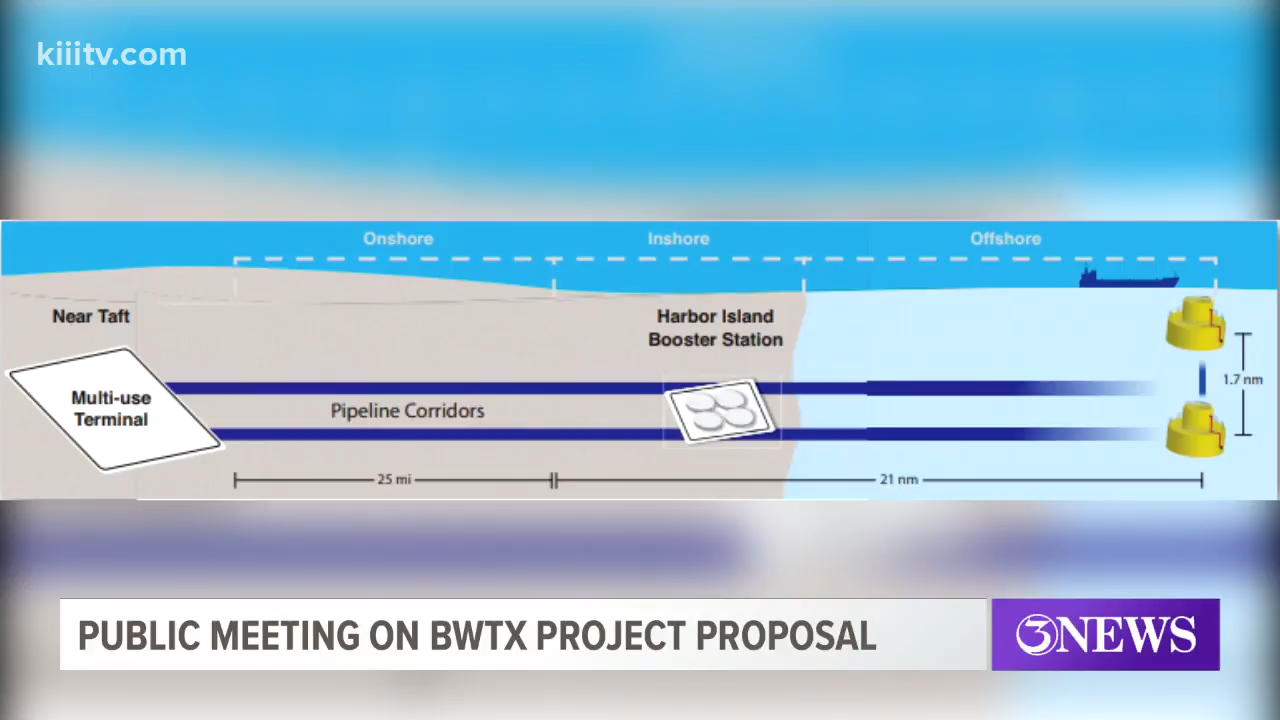 kiiitv.com
Onshore
Inshore
Offshore
Near Taft
Harbor Island
Booster Station
Multi-use
Terminal
Pipeline Corridors
1.7 nm
25 mi
21 nm
PUBLIC MEETING ON BWTX PROJECT PROPOSAL
3NEWS